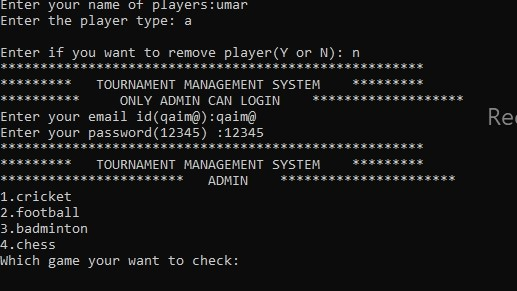 Enter your name of players:umar
Enter the player type: a
Enter if you want to remove player(Y or N): n
*****************************************************
*********   TOURNAMENT MANAGEMENT SYSTEM    *********
**********     ONLY ADMIN CAN LOGIN    *******************
Enter your email id(qaim@):qaim@
Enter your password(12345) :12345
*****************************************************
*********   TOURNAMENT MANAGEMENT SYSTEM    *********
***********************   ADMIN    **********************
1.cricket
2.football
3.badminton
4.chess
Which game your want to check: